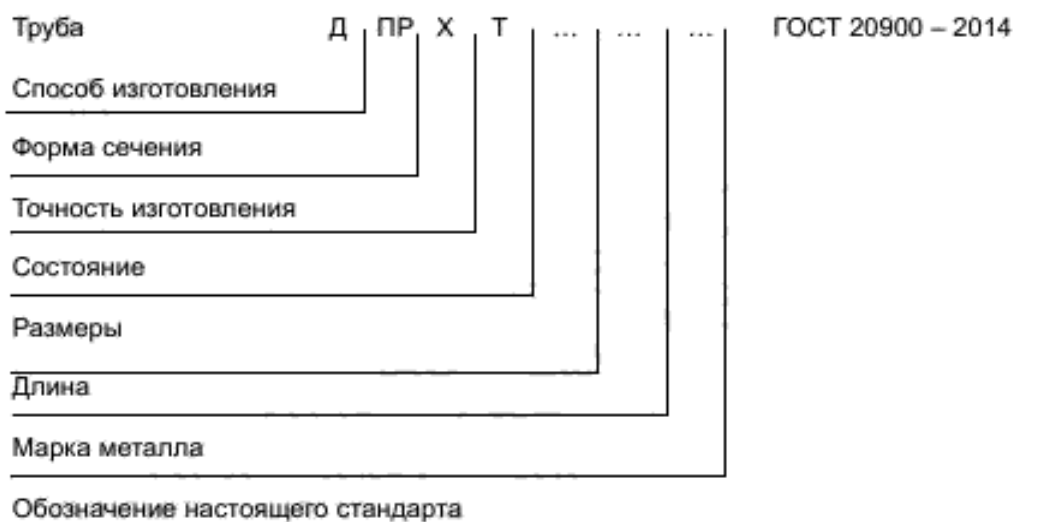 Труба Д ПР Х Т ... ... ... ГОСТ 20900 – 2014
Способ изготовления
Форма сечения
Точность изготовления
Состояние
Размеры
Длина
Марка металла
Обозначение настоящего стандарта